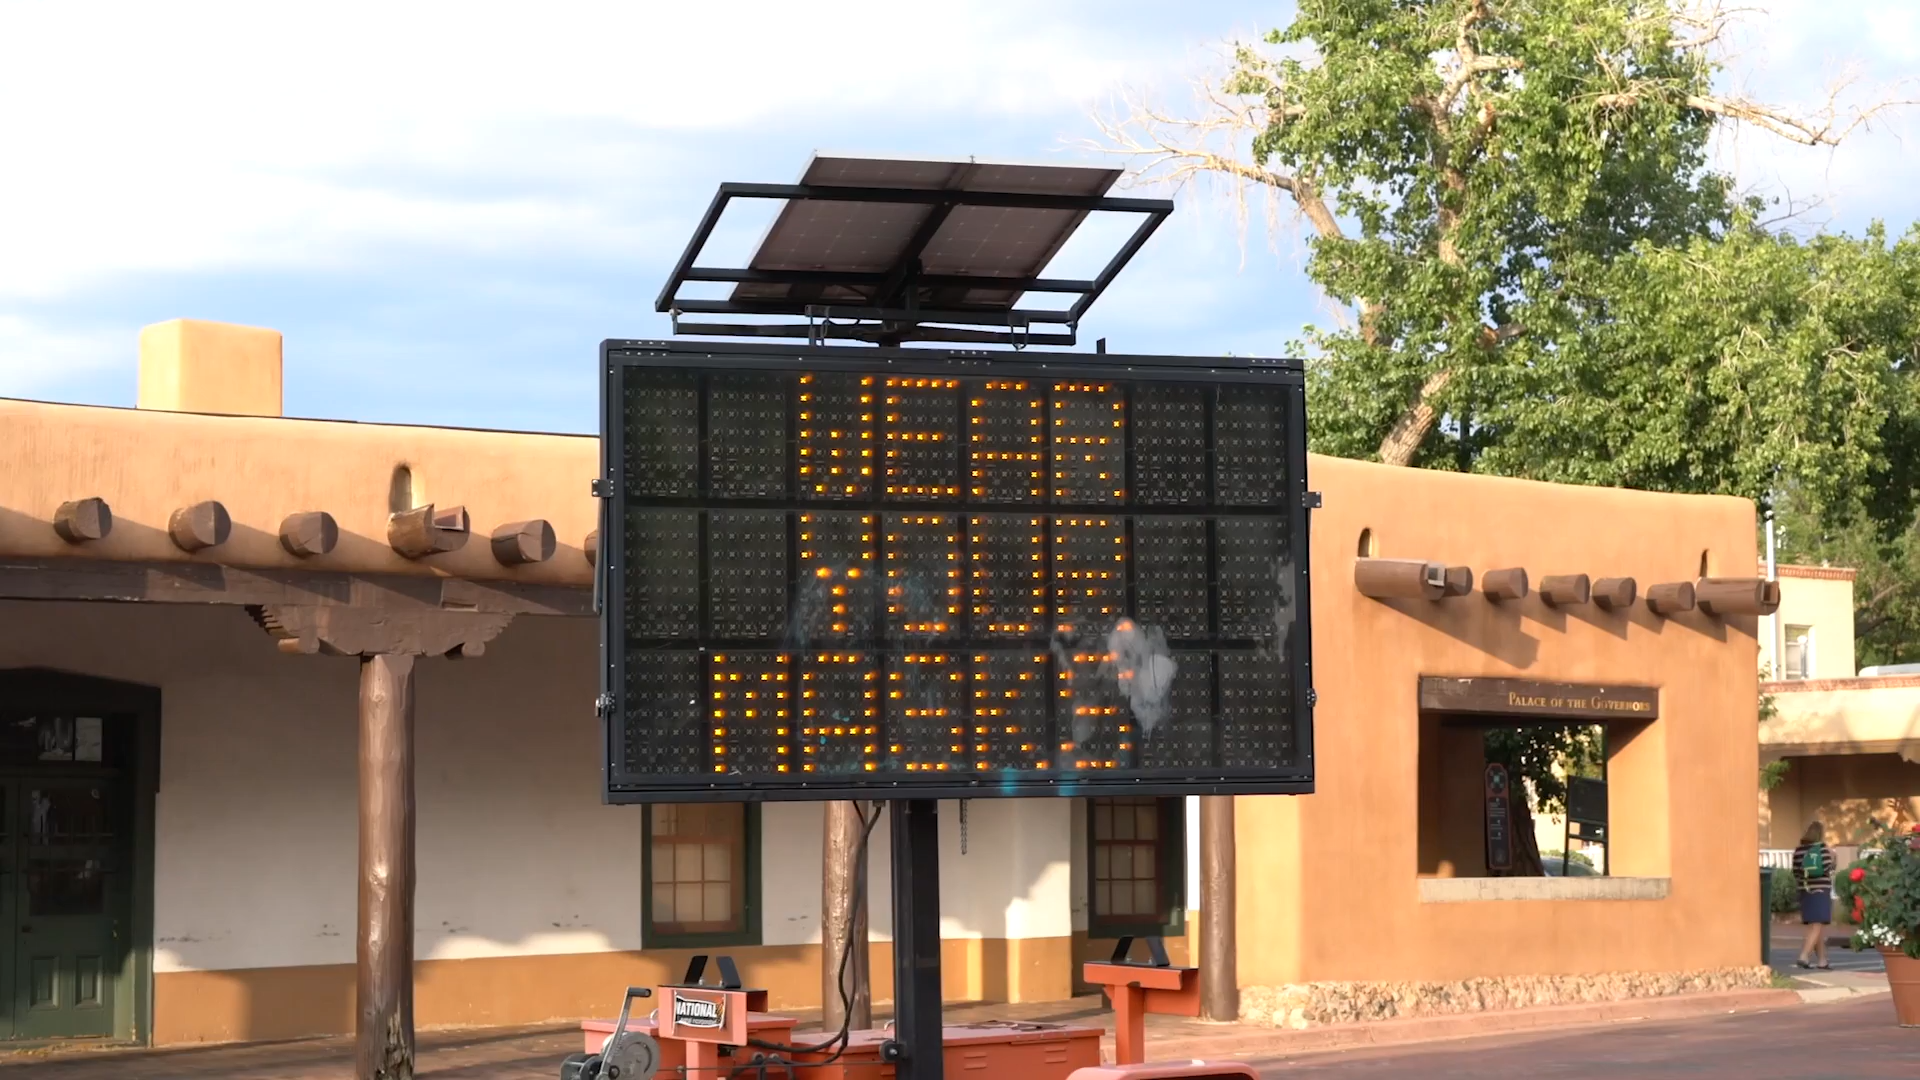 WEAR
YOUR
MASKS
PALACE OF THE GOVERNORS
NATIONAL